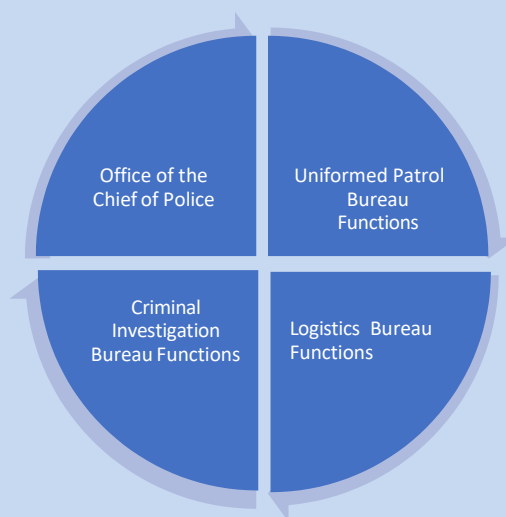 Office of the
Chief of Police
Uniformed Patrol
Bureau
Functions
Criminal
Investigation
Bureau Functions
Logistics Bureau
Functions